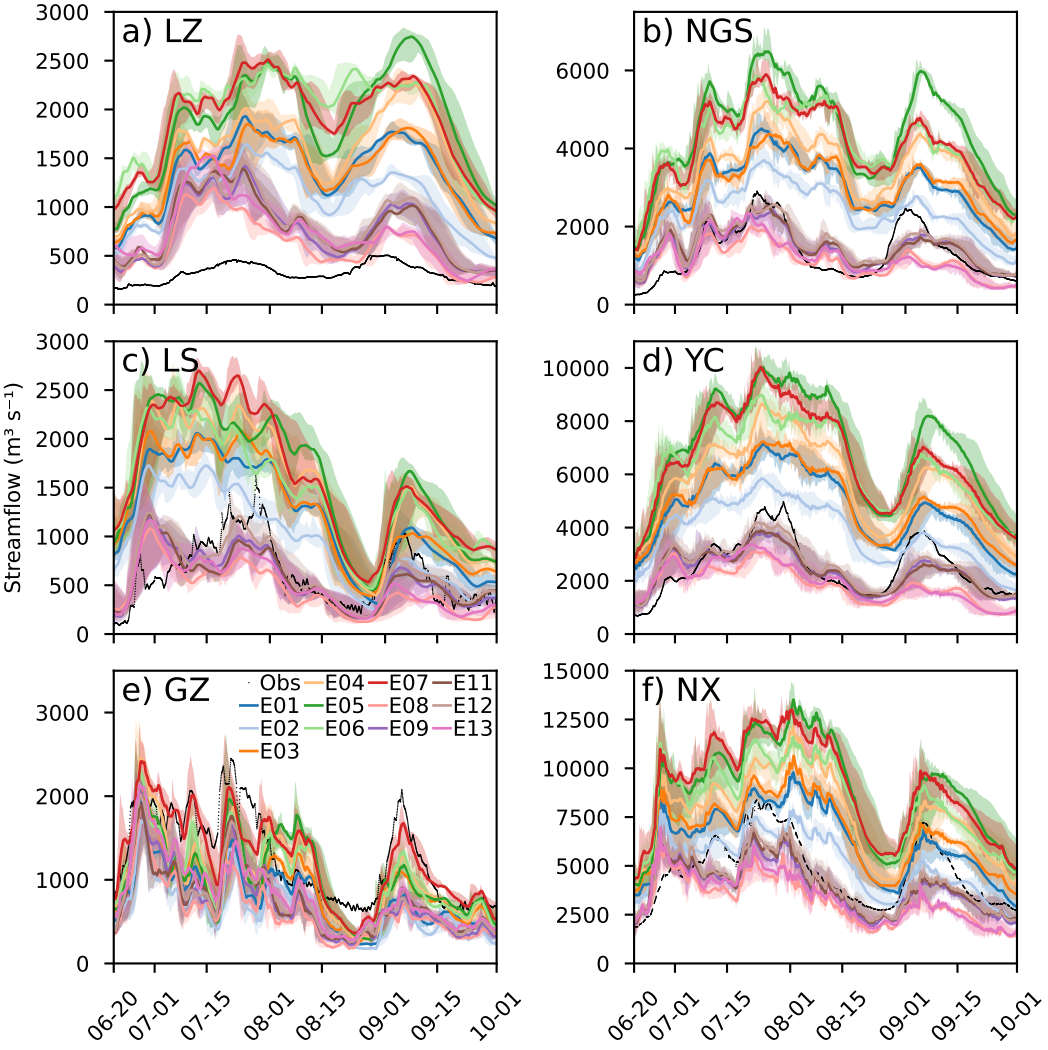 a) LZ
3000
2500
2000
1500
1000
500
0
b) NGS
6000
4000
2000
0
c) LS
3000
2500
2000
1500
1000
500
0
Streamflow (m³ s⁻¹)
d) YC
10000
8000
6000
4000
2000
0
e) GZ
3000
2000
1000
0
Obs E04 E07 E11
E01 E05 E08 E12
E02 E06 E09 E13
E03
06-20 07-01 07-15 08-01 08-15 09-01 09-15 10-01
f) NX
15000
12500
10000
7500
5000
2500
0
06-20 07-01 07-15 08-01 08-15 09-01 09-15 10-01